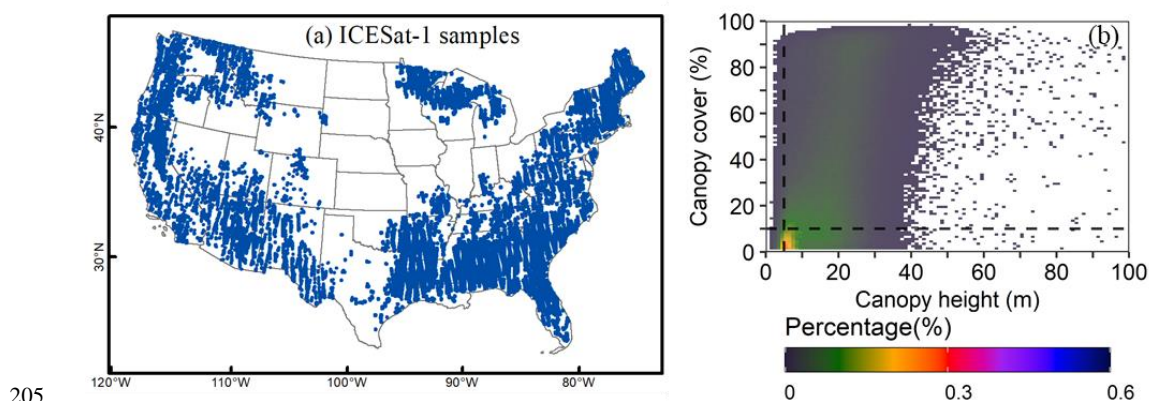 (a) ICESat-1 samples
40°N
30°N
120°W 110°W 100°W 90°W 80°W
205
(b)
Canopy cover (%)
100
80
60
40
20
0
0 20 40 60 80 100
Canopy height (m)
Percentage(%)
0 0.3 0.6